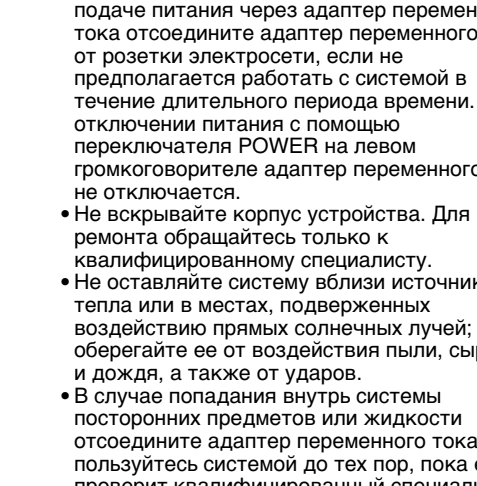 подаче питания через адаптер
тока отсоедините адаптер переменного
от розетки электросети, если не
предполагается работать с системой в
течение длительного периода времени.
отключении питания с помощью
переключателя POWER на левом
громкоговорителе адаптер переменного
не отключается.
• Не вскрывайте корпус устройства. Для
ремонта обращайтесь только к
квалифицированному специалисту.
• Не оставляйте систему вблизи
тепла или в местах, подверженных
воздействию прямых солнечных лучей;
оберегайте ее от воздействия пыли,
и дождя, а также от ударов.
• В случае попадания внутрь системы
посторонних предметов или жидкости
отсоедините адаптер переменного тока
пользуйтесь системой до тех пор, пока
проверит квалифицированный